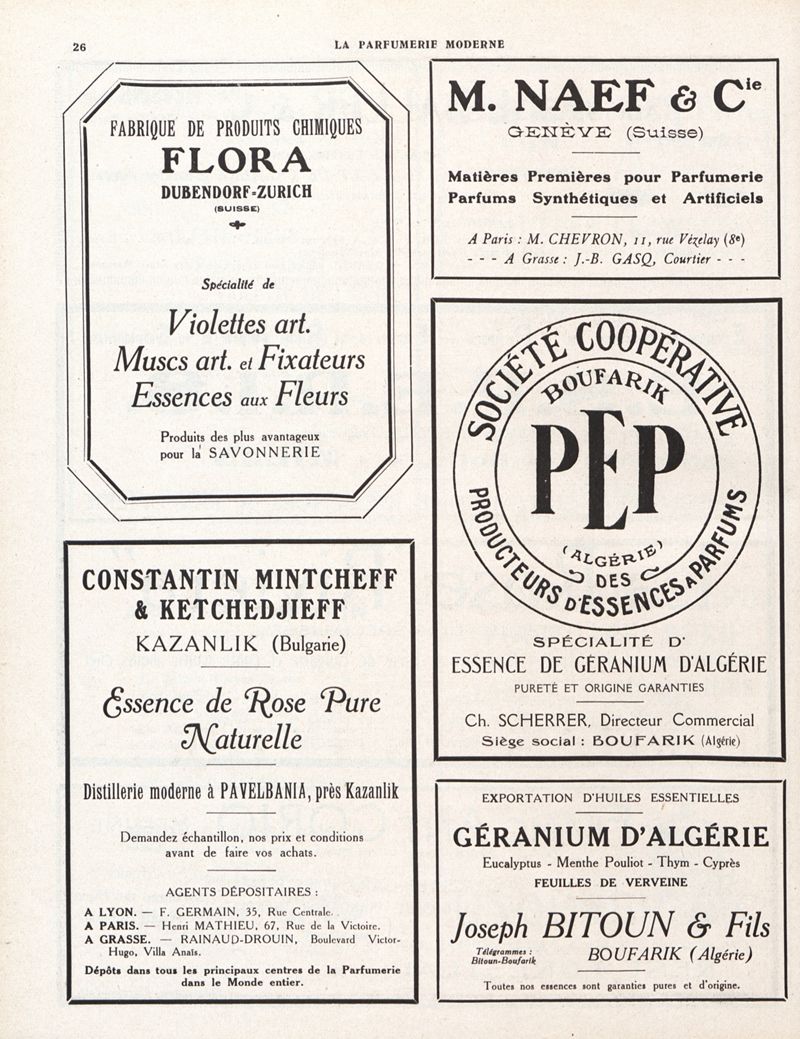 26
LA PARFUMERIE MODERNE
FABRIQUE DE PRODUITS CHIMIQUES
FLORA
DUBENDORF=ZURICH
(SUISSE)
Spécialité de
Violettes art.
Muscs art. et Fixateurs
Essences aux Fleurs
Produits des plus avantageux
pour la SAVONNERIE
M. NAEF & Cie
GENÈVE (Suisse)
Matières Premières pour Parfumerie
Parfums Synthétiques et Artificiels
A Paris : M. CHEVRON, 11, rue Vézelay (8e)
- - - A Grasse : J.-B. GASQ, Courtier - - -
SOCIÉTÉ COOPÉRATIVE
BOUFARIK
PEP
(ALGÉRIE)
DES
PRODUCTEURS D'ESSENCES A PARFUMS
SPÉCIALITÉ D'
ESSENCE DE GÉRANIUM D'ALGÉRIE
PURETÉ ET ORIGINE GARANTIES
Ch. SCHERRER, Directeur Commercial
Siège social : BOUFARIK (Algérie)
CONSTANTIN MINTCHEFF
& KETCHEDJIEFF
KAZANLIK (Bulgarie)
Essence de Rose Pure
Naturelle
Distillerie moderne à PAVELBANIA, près Kazanlik
Demandez échantillon, nos prix et conditions
avant de faire vos achats.
AGENTS DÉPOSITAIRES :
A LYON. — F. GERMAIN, 35, Rue Centrale.
A PARIS. — Henri MATHIEU, 67, Rue de la Victoire.
A GRASSE. — RAINAUD-DROUIN, Boulevard Victor-
Hugo, Villa Anaïs.
Dépôts dans tous les principaux centres de la Parfumerie
dans le Monde entier.
EXPORTATION D'HUILES ESSENTIELLES
GÉRANIUM D'ALGÉRIE
Eucalyptus - Menthe Pouliot - Thym - Cyprès
FEUILLES DE VERVEINE
Joseph BITOUN & Fils
Télégrammes :
Bitoun-Boufarik
BOUFARIK (Algérie)
Toutes nos essences sont garanties pures et d'origine.